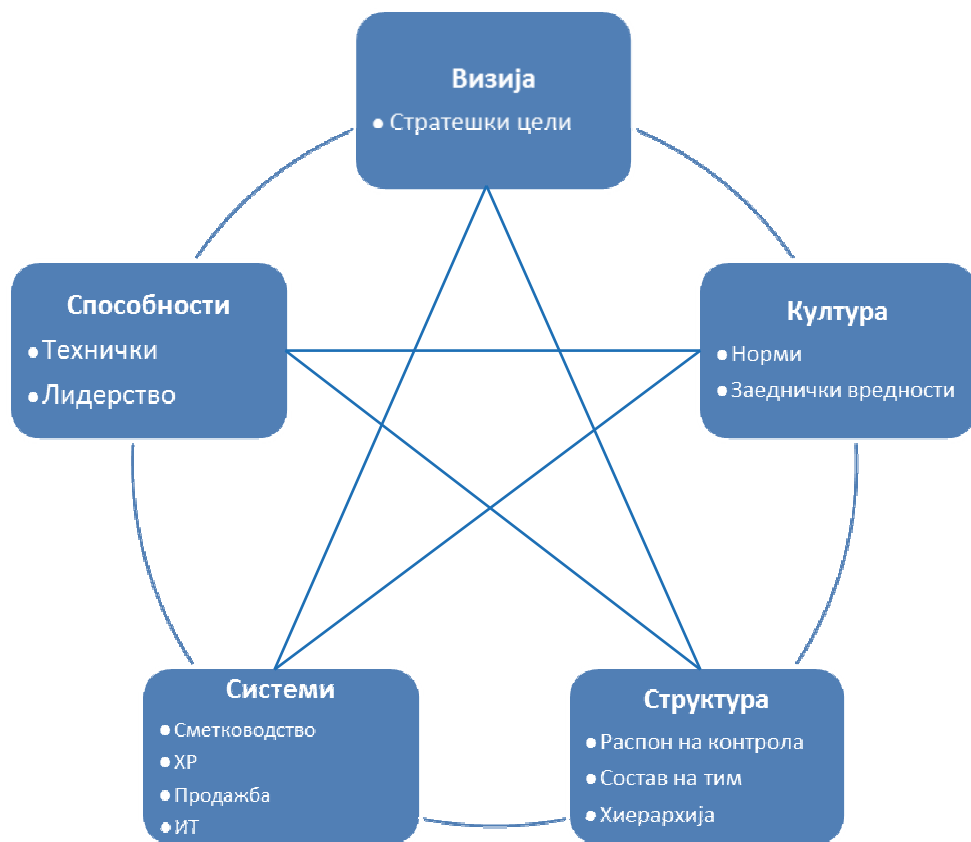 Визија
• Стратешки цели
Способности
• Технички
• Лидерство
Култура
• Норми
• Заеднички вредности
Системи
• Сметководство
• ХР
• Продажба
• ИТ
Структура
• Распон на контрола
• Состав на тим
• Хиерархија